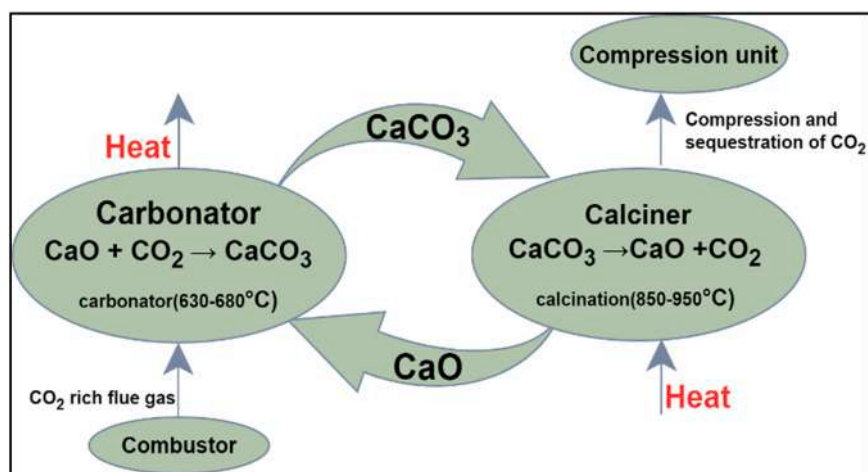 Compression unit
Compression and
sequestration of CO₂
Heat
CaCO₃
Carbonator
CaO + CO₂ → CaCO₃
carbonator(630-680°C)
Calciner
CaCO₃ →CaO +CO₂
calcination(850-950°C)
CaO
CO₂ rich flue gas
Combustor
Heat